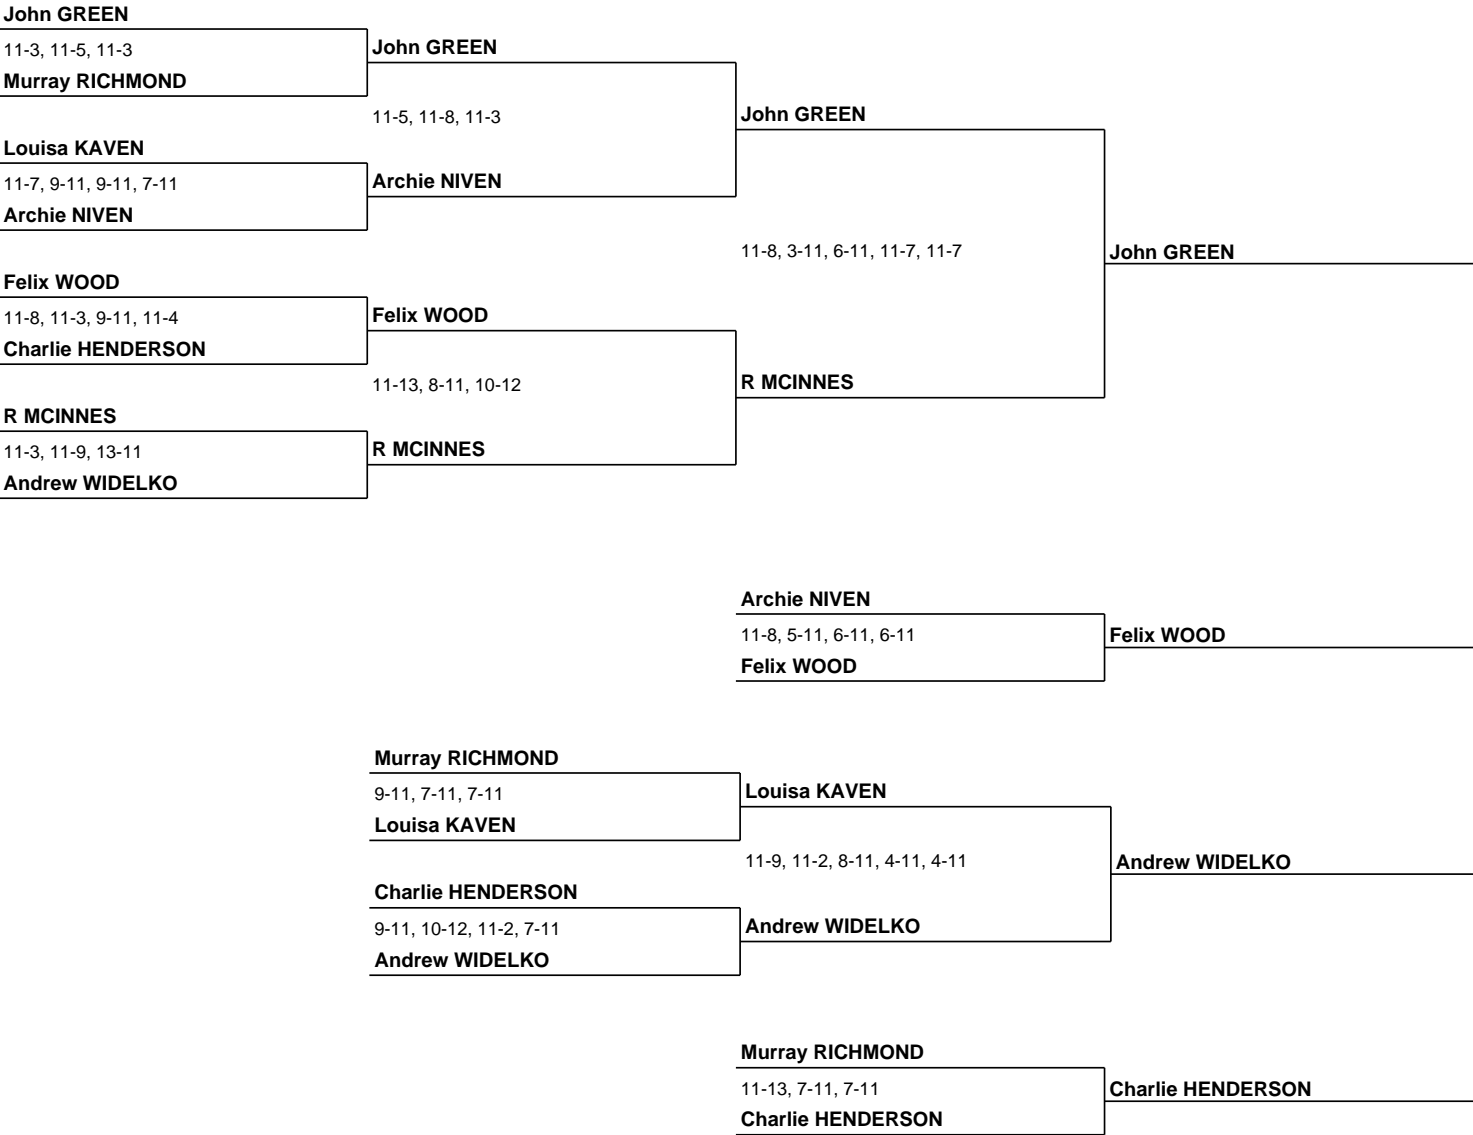 John GREEN
11-3, 11-5, 11-3
John GREEN
Murray RICHMOND
11-5, 11-8, 11-3
John GREEN
Louisa KAVEN
11-7, 9-11, 9-11, 7-11
Archie NIVEN
Archie NIVEN
11-8, 3-11, 6-11, 11-7, 11-7
John GREEN
Felix WOOD
11-8, 11-3, 9-11, 11-4
Felix WOOD
Charlie HENDERSON
11-13, 8-11, 10-12
R MCINNES
R MCINNES
11-3, 11-9, 13-11
R MCINNES
Andrew WIDELKO
Archie NIVEN
11-8, 5-11, 6-11, 6-11
Felix WOOD
Felix WOOD
Murray RICHMOND
9-11, 7-11, 7-11
Louisa KAVEN
Louisa KAVEN
11-9, 11-2, 8-11, 4-11, 4-11
Andrew WIDELKO
Charlie HENDERSON
9-11, 10-12, 11-2, 7-11
Andrew WIDELKO
Andrew WIDELKO
Murray RICHMOND
11-13, 7-11, 7-11
Charlie HENDERSON
Charlie HENDERSON